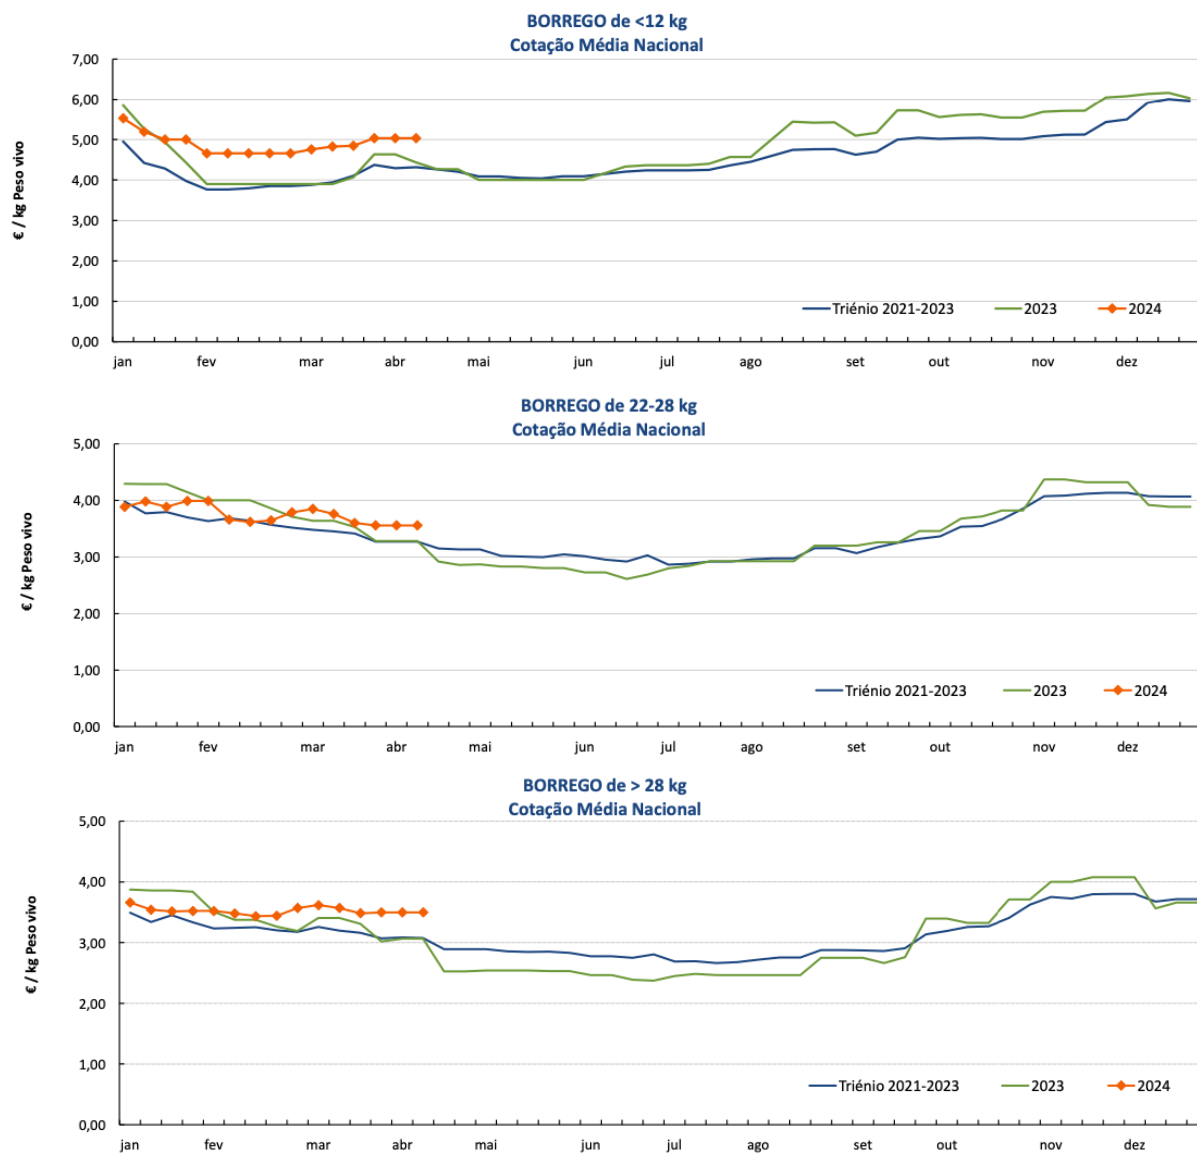 BORREGO de <12 kg
Cotação Média Nacional
7,00
6,00
5,00
4,00
3,00
2,00
1,00
0,00
€ / kg Peso vivo
Triénio 2021-2023 2023 2024
jan fev mar abr mai jun jul ago set out nov dez
BORREGO de 22-28 kg
Cotação Média Nacional
5,00
4,00
3,00
2,00
1,00
0,00
€ / kg Peso vivo
Triénio 2021-2023 2023 2024
jan fev mar abr mai jun jul ago set out nov dez
BORREGO de > 28 kg
Cotação Média Nacional
5,00
4,00
3,00
2,00
1,00
0,00
€ / kg Peso vivo
Triénio 2021-2023 2023 2024
jan fev mar abr mai jun jul ago set out nov dez